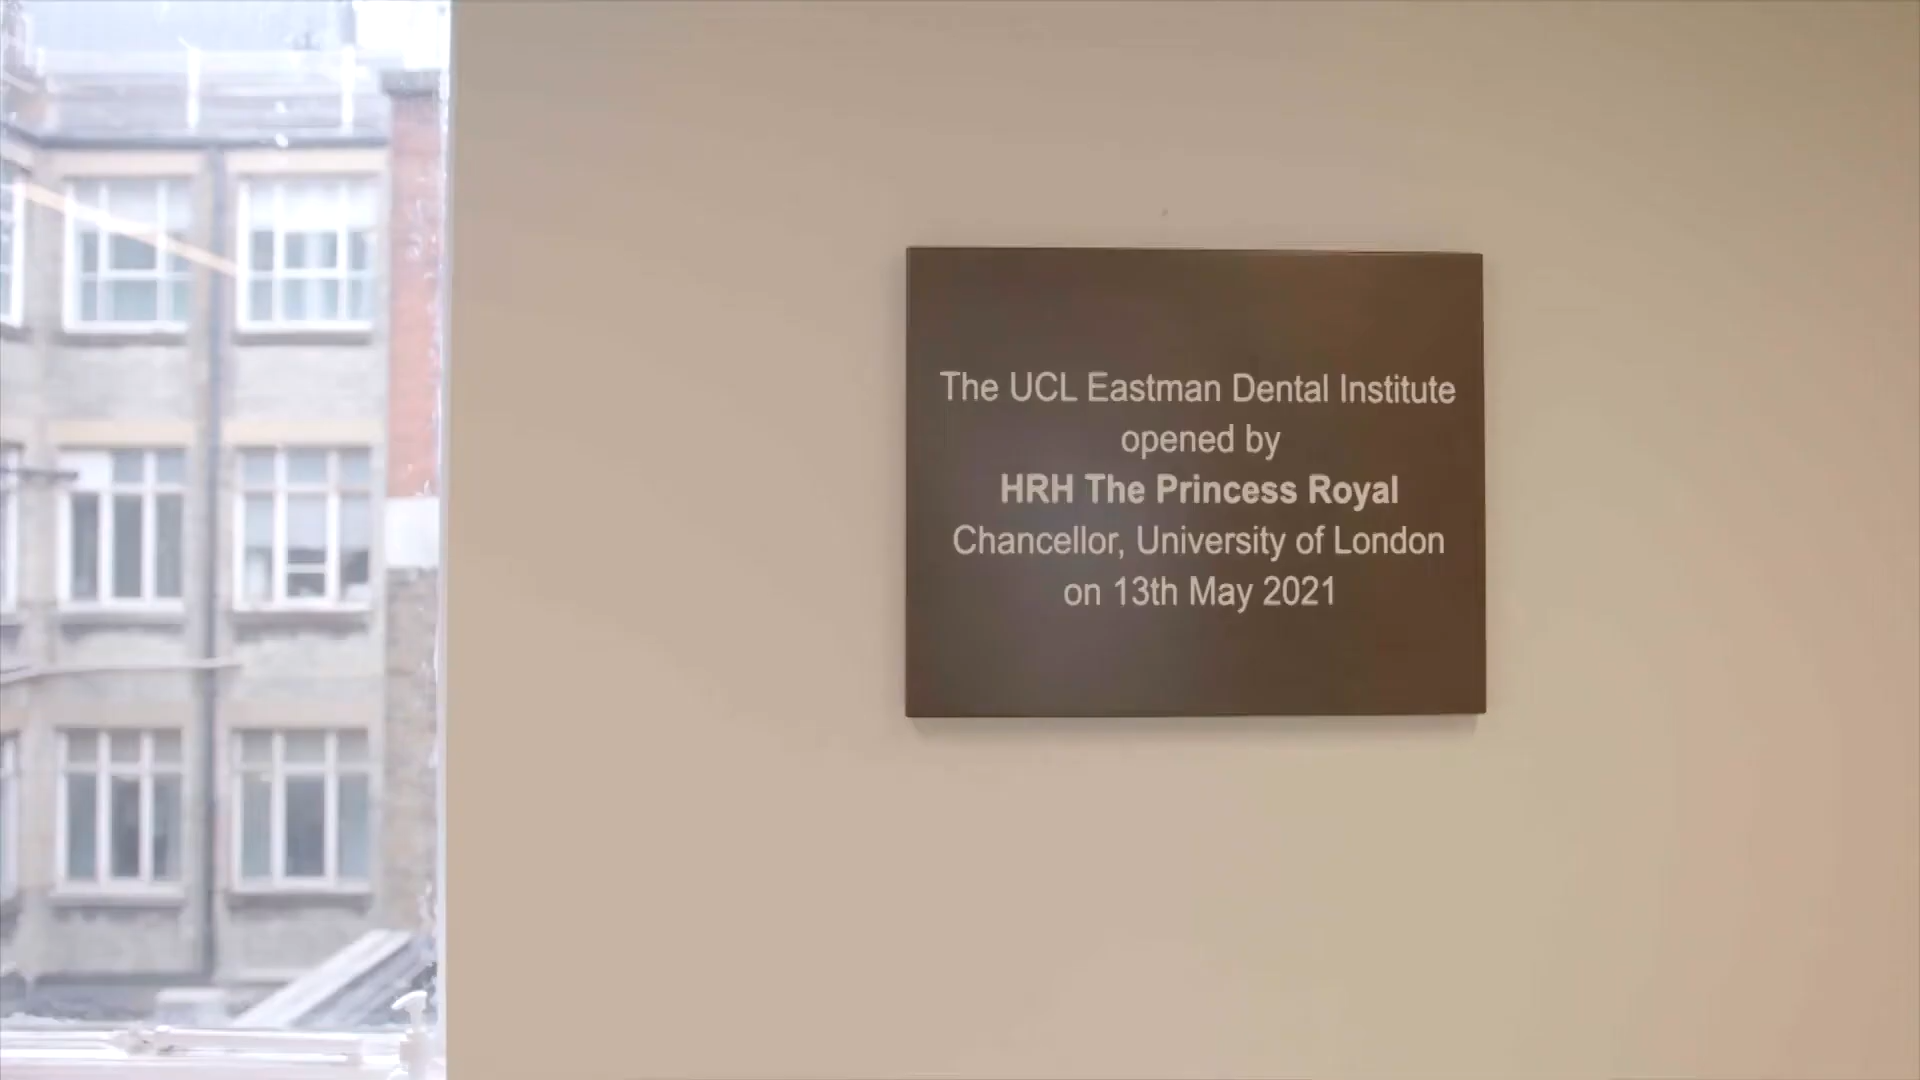 The UCL Eastman Dental Institute
opened by
HRH The Princess Royal
Chancellor, University of London
on 13th May 2021